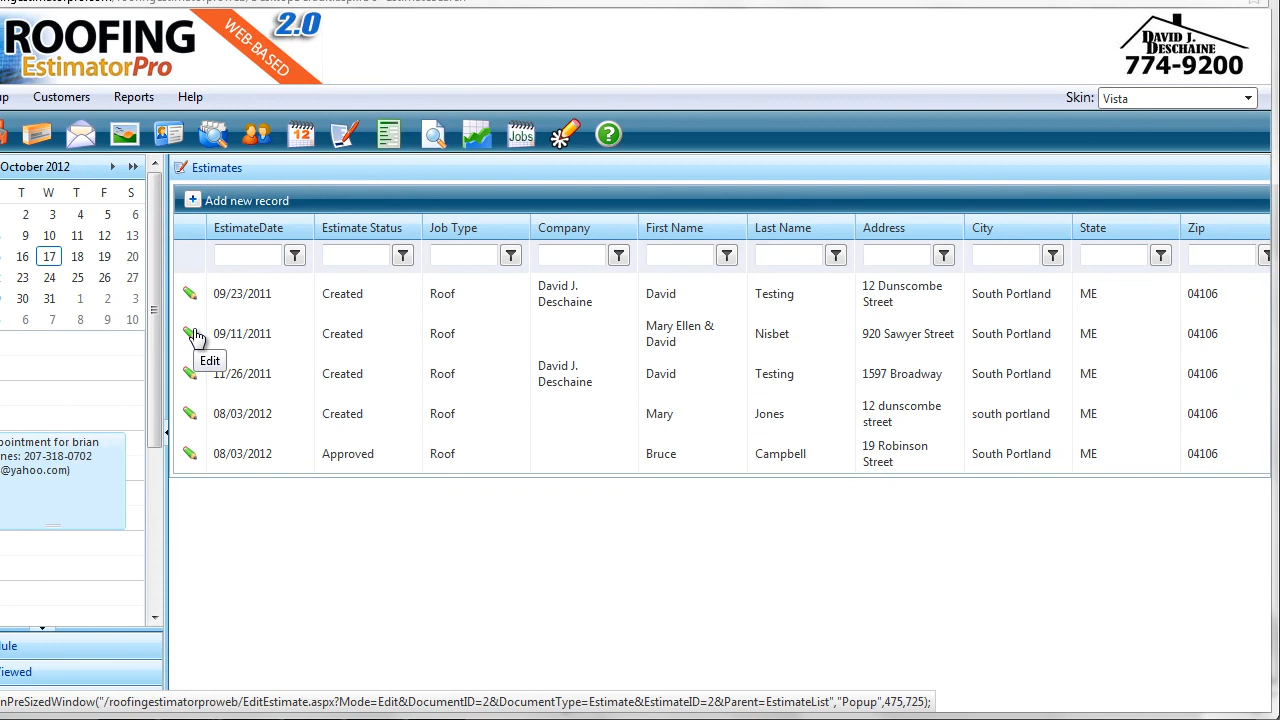 ROOFING
EstimatorPro
WEB-BASED
2.0
DAVID J.
DESCHAINE
774-9200
Customers Reports Help
Skin: Vista
12 Jobs ?
October 2012
T W T F S
2 3 4 5 6
9 10 11 12 13
16 17 18 19 20
23 24 25 26 27
30 31 1 2 3
6 7 8 9 10
pointment for brian
nes: 207-318-0702
@yahoo.com)
ule
iewed
Estimates
+ Add new record
EstimateDate Estimate Status Job Type Company First Name Last Name Address City State Zip
09/23/2011 Created Roof David J. Deschaine David Testing 12 Dunscombe Street South Portland ME 04106
09/11/2011 Created Roof Mary Ellen & David Nisbet 920 Sawyer Street South Portland ME 04106
Edit
11/26/2011 Created Roof David J. Deschaine David Testing 1597 Broadway South Portland ME 04106
08/03/2012 Created Roof Mary Jones 12 dunscombe street south portland ME 04106
08/03/2012 Approved Roof Bruce Campbell 19 Robinson Street South Portland ME 04106
nPreSizedWindow("/roofingestimatorproweb/EditEstimate.aspx?Mode=Edit&DocumentID=2&DocumentType=Estimate&EstimateID=2&Parent=EstimateList","Popup",475,725);